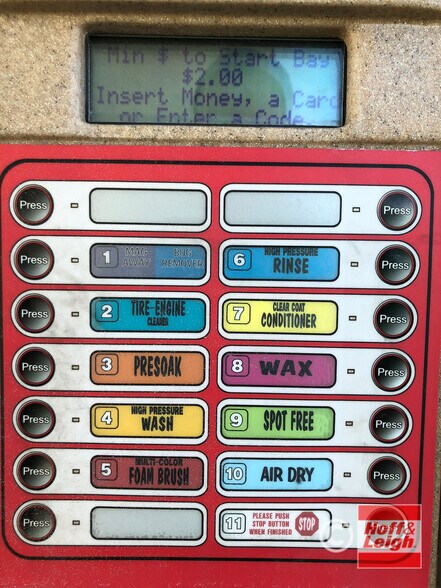 Min $ to Start Bay
$2.00
Insert Money, a Card
or Enter a Code.
Press
Press
Press
1 MAG-AWAY BUG REMOVER
6 HIGH PRESSURE RINSE
Press
Press
2 TIRE-ENGINE CLEANER
7 CLEAR COAT CONDITIONER
Press
Press
3 PRESOAK
8 WAX
Press
Press
4 HIGH PRESSURE WASH
9 SPOT FREE
Press
Press
5 MULTI-COLOR FOAM BRUSH
10 AIR DRY
Press
Press
11 PLEASE PUSH
STOP BUTTON
WHEN FINISHED
STOP
Hoff&
Leigh